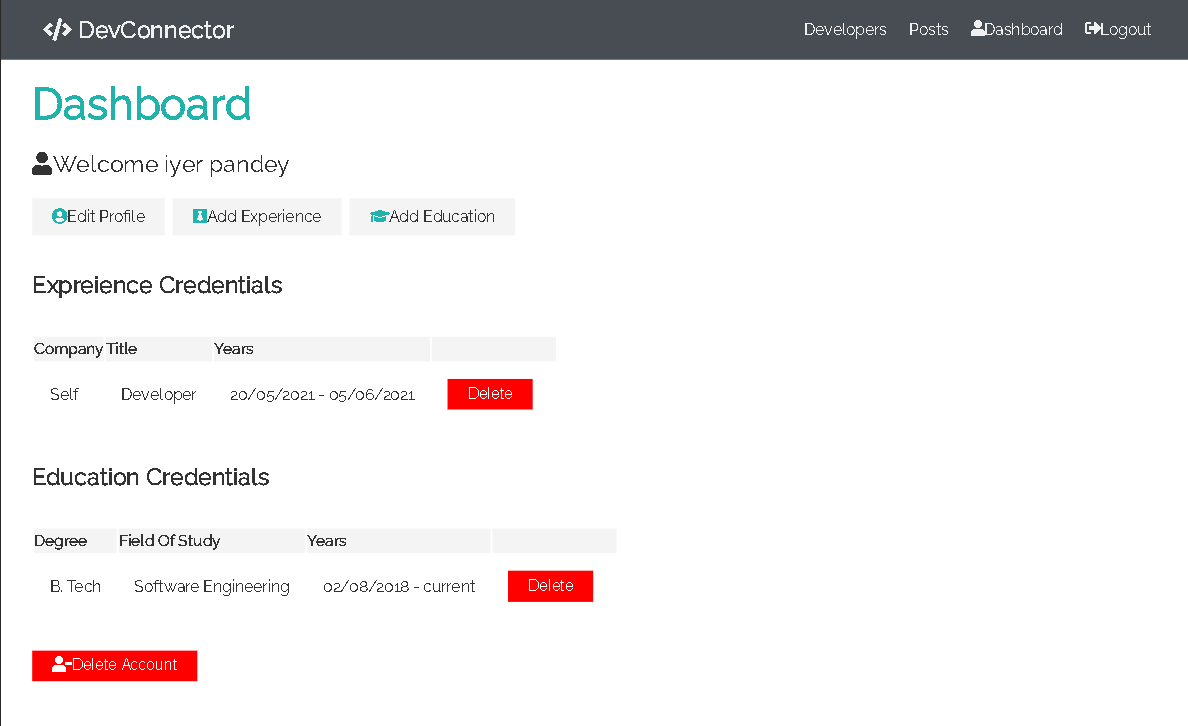 DevConnector Developers Posts Dashboard Logout
Dashboard
Welcome iyer pandey
Edit Profile Add Experience Add Education
Expreience Credentials
Company Title Years
Self Developer 20/05/2021 - 05/06/2021 Delete
Education Credentials
Degree Field Of Study Years
B. Tech Software Engineering 02/08/2018 - current Delete
Delete Account